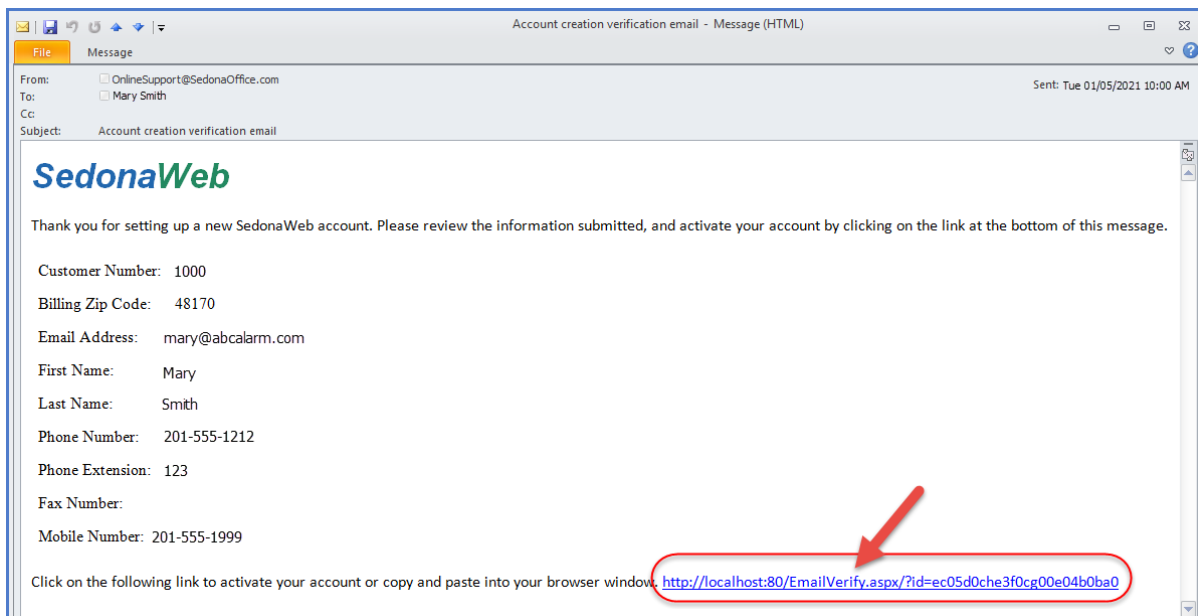 Account creation verification email - Message (HTML)
File Message
From: OnlineSupport@SedonaOffice.com
Sent: Tue 01/05/2021 10:00 AM
To: Mary Smith
Cc:
Subject: Account creation verification email
SedonaWeb
Thank you for setting up a new SedonaWeb account. Please review the information submitted, and activate your account by clicking on the link at the bottom of this message.
Customer Number: 1000
Billing Zip Code: 48170
Email Address: mary@abcalarm.com
First Name: Mary
Last Name: Smith
Phone Number: 201-555-1212
Phone Extension: 123
Fax Number:
Mobile Number: 201-555-1999
Click on the following link to activate your account or copy and paste into your browser window. http://localhost:80/EmailVerify.aspx/?id=ec05d0che3f0cg00e04b0ba0